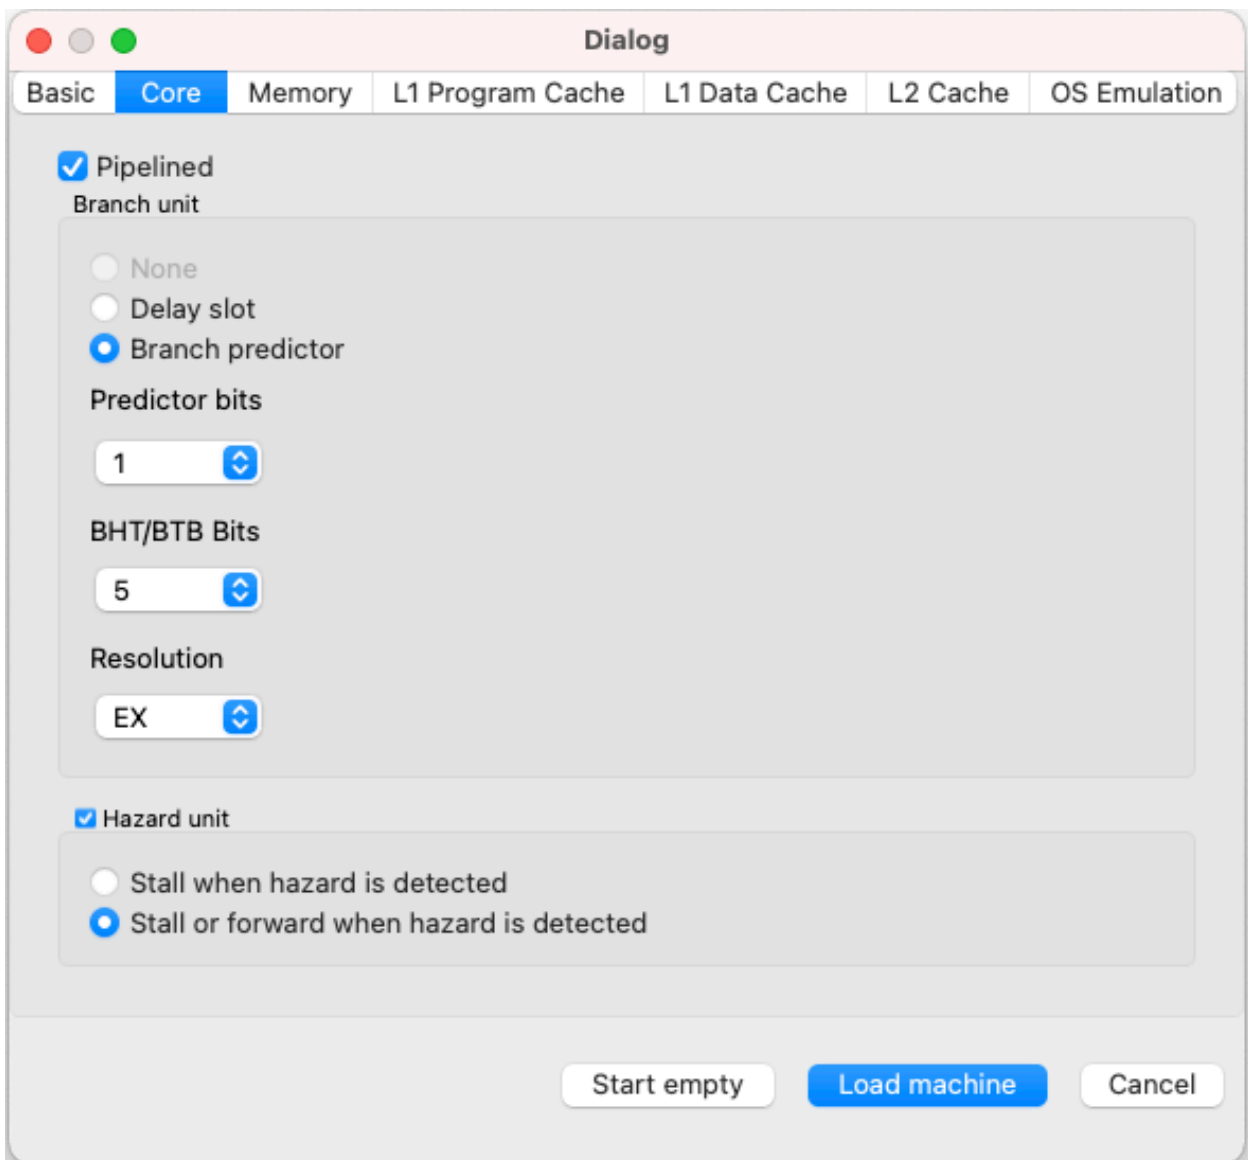 Dialog
Basic Core Memory L1 Program Cache L1 Data Cache L2 Cache OS Emulation
Pipelined
Branch unit
None
Delay slot
Branch predictor
Predictor bits
1
BHT/BTB Bits
5
Resolution
EX
Hazard unit
Stall when hazard is detected
Stall or forward when hazard is detected
Start empty Load machine Cancel